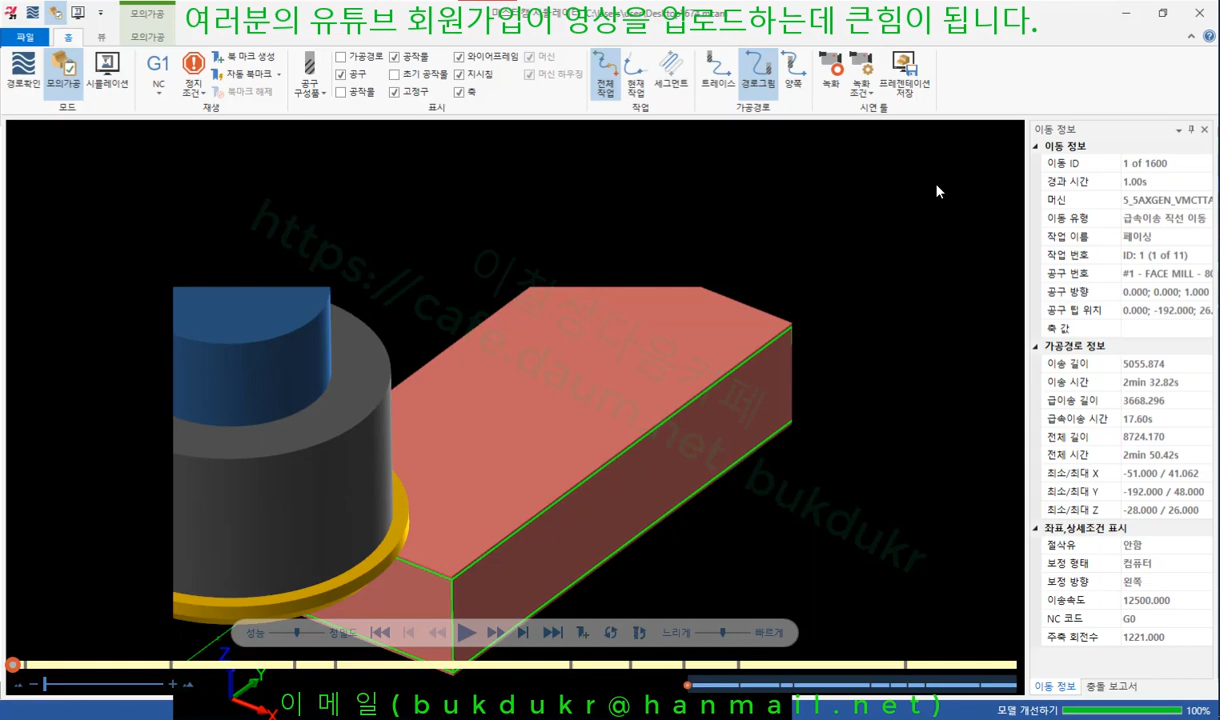 여러분의 유튜브 회원가입이 영상을 업로드하는데 큰힘이 됩니다.
모의가공
파일 홈 뷰 모의가공
경로확인 모의가공 시뮬레이션
모드
G1 NC
정지 조건
북 마크 생성
자동 북마크
북마크 해제
재생
공구 구성품
가공경로 공작물 와이어프레임 머신
공구 초기 공작물 지시침 머신 하우징
공작물 고정구 축
표시
전체 작업 현재 작업 세그먼트
작업
트레이스 경로그림 양쪽
가공경로
녹화 녹화 조건 프레젠테이션 저장
시연 툴
이동 정보
이동 정보
이동 ID 1 of 1600
경과 시간 1.00s
머신 5_5AXGEN_VMCTTA
이동 유형 급속이송 직선 이동
작업 이름 페이싱
작업 번호 ID: 1 (1 of 11)
공구 번호 #1 - FACE MILL - 80
공구 방향 0.000; 0.000; 1.000
공구 팁 위치 0.000; -192.000; 26.
축 값
가공경로 정보
이송 길이 5055.874
이송 시간 2min 32.82s
급이송 길이 3668.296
급속이송 시간 17.60s
전체 길이 8724.170
전체 시간 2min 50.42s
최소/최대 X -51.000 / 41.062
최소/최대 Y -192.000 / 48.000
최소/최대 Z -28.000 / 26.000
좌표,상세조건 표시
절삭유 안함
보정 형태 컴퓨터
보정 방향 왼쪽
이송속도 12500.000
NC 코드 G0
주축 회전수 1221.000
이동 정보 충돌 보고서
https://cafe.daum.net/bukdukr
이철성다음카페
성능 정밀도 느리게 빠르게
Z
Y
X
이 메 일 ( b u k d u k r @ h a n m a i l . n e t )
모델 개선하기 100%